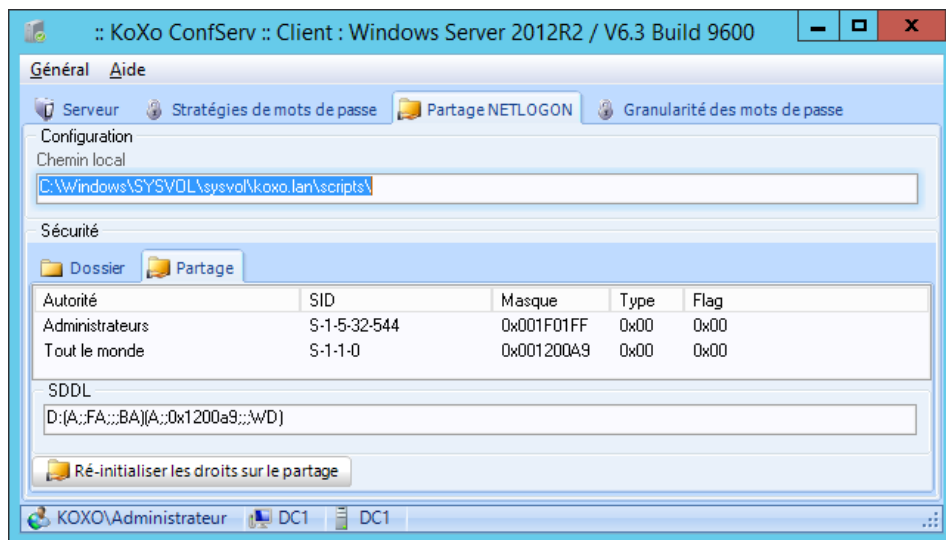 :: KoXo ConfServ :: Client : Windows Server 2012R2 / V6.3 Build 9600
Général Aide
Serveur Stratégies de mots de passe Partage NETLOGON Granularité des mots de passe
Configuration
Chemin local
C:\Windows\SYSVOL\sysvol\koxo.lan\scripts\
Sécurité
Dossier Partage
Autorité SID Masque Type Flag
Administrateurs S-1-5-32-544 0x001F01FF 0x00 0x00
Tout le monde S-1-1-0 0x001200A9 0x00 0x00
SDDL
D:(A;;FA;;;BA)(A;;0x1200a9;;;WD)
Ré-initialiser les droits sur le partage
KOXO\Administrateur DC1 DC1